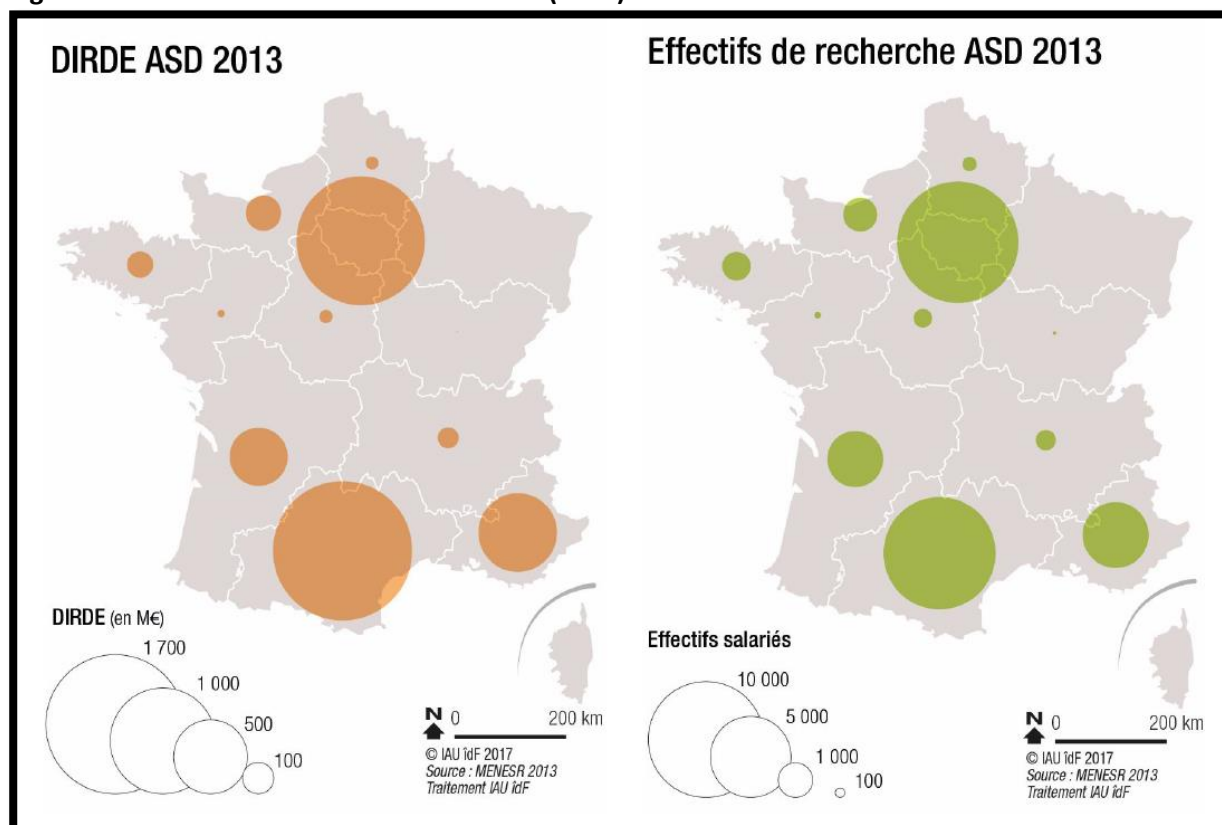 DIRDE ASD 2013
DIRDE (en M€)
1 700
1 000
500
100
N
0 200 km
© IAU îdF 2017
Source : MENESR 2013
Traitement IAU îdF
Effectifs de recherche ASD 2013
Effectifs salariés
10 000
5 000
1 000
100
N
0 200 km
© IAU îdF 2017
Source : MENESR 2013
Traitement IAU îdF